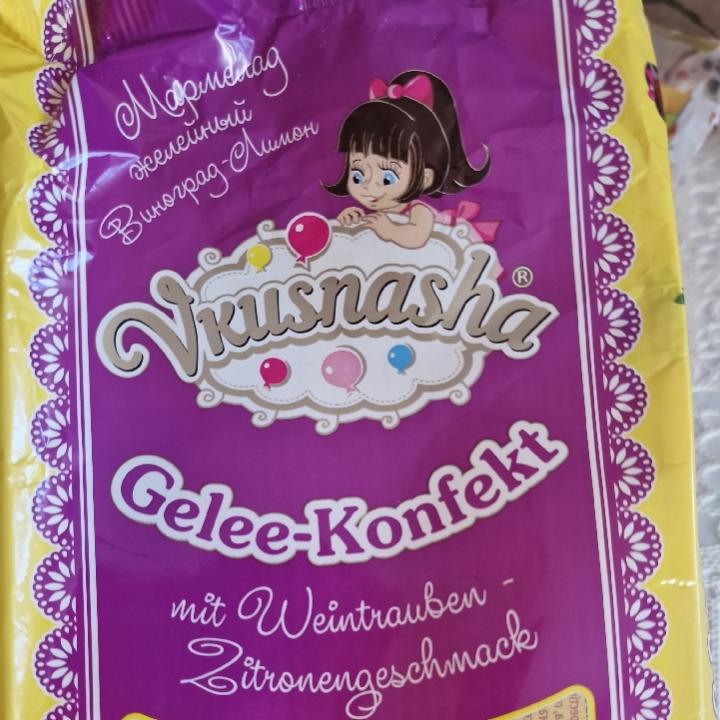 Мармелад
желейный
Виноград-Лимон
Vkusnasha®
Gelee-Konfekt
mit Weintrauben -
Zitronengeschmack